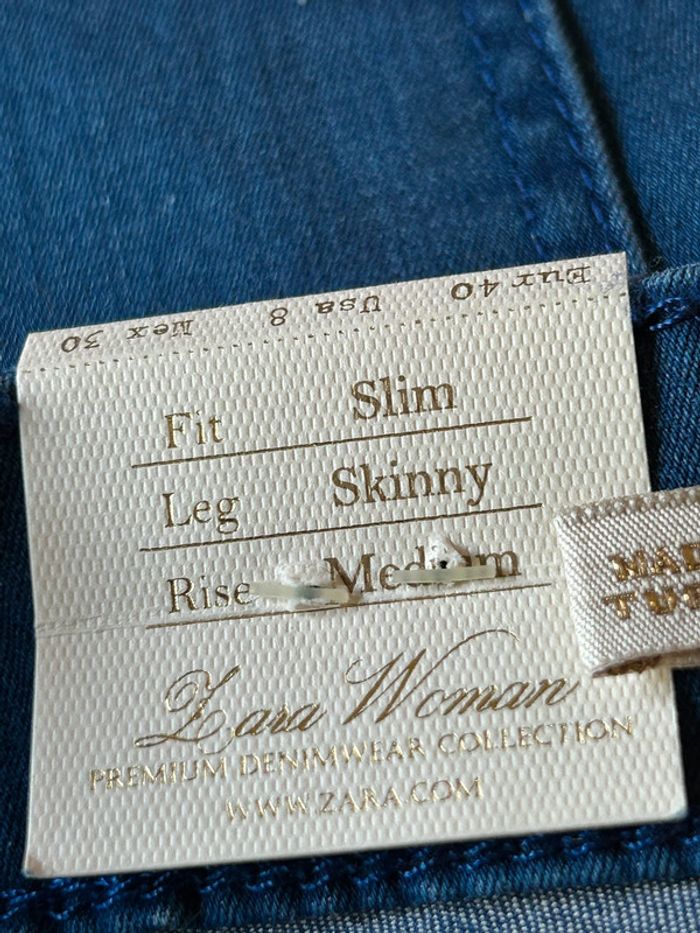 Eur 40 Usa 8 Mex 30
Fit Slim
Leg Skinny
Rise Medium
Zara Woman
PREMIUM DENIMWEAR COLLECTION
WWW.ZARA.COM